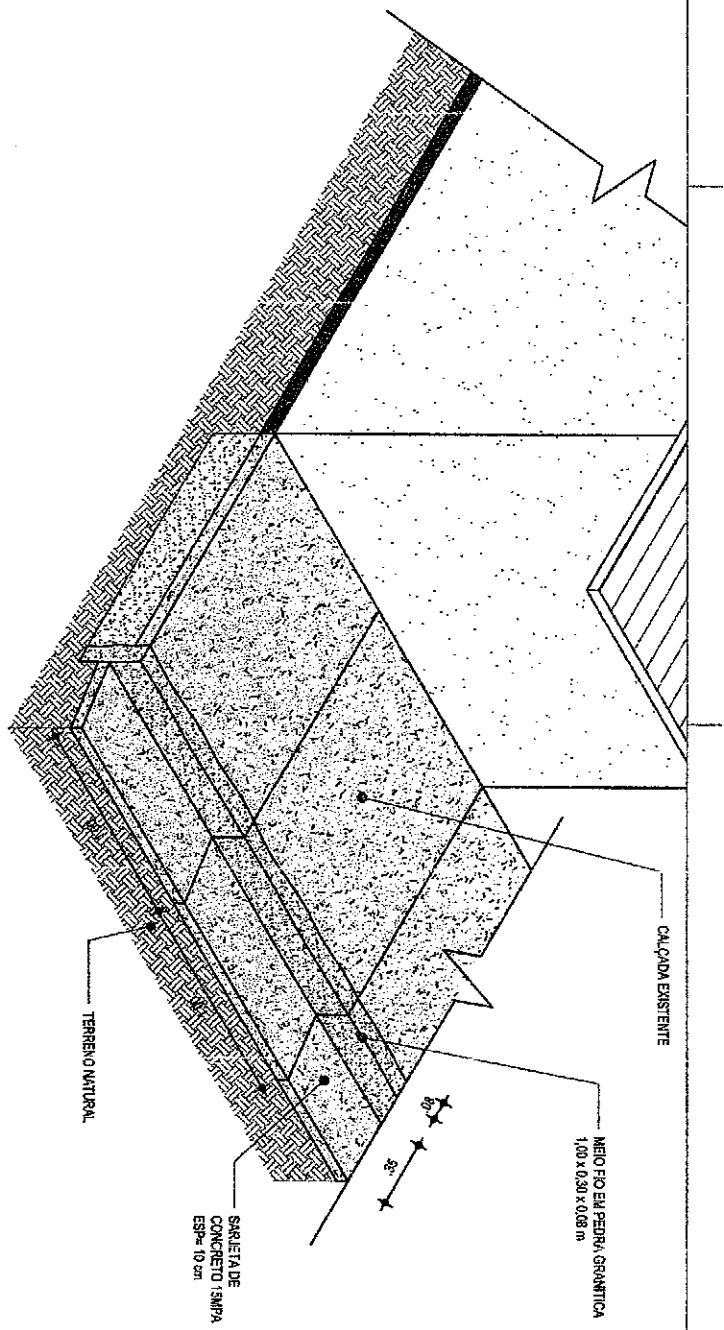 CALÇADA EXISTENTE
MEIO FIO EM PEDRA GRANÍTICA
1,00 x 0,30 x 0,08 m
.08
.35
TERRENO NATURAL
SARJETA DE
CONCRETO 15MPA
ESP= 10 cm